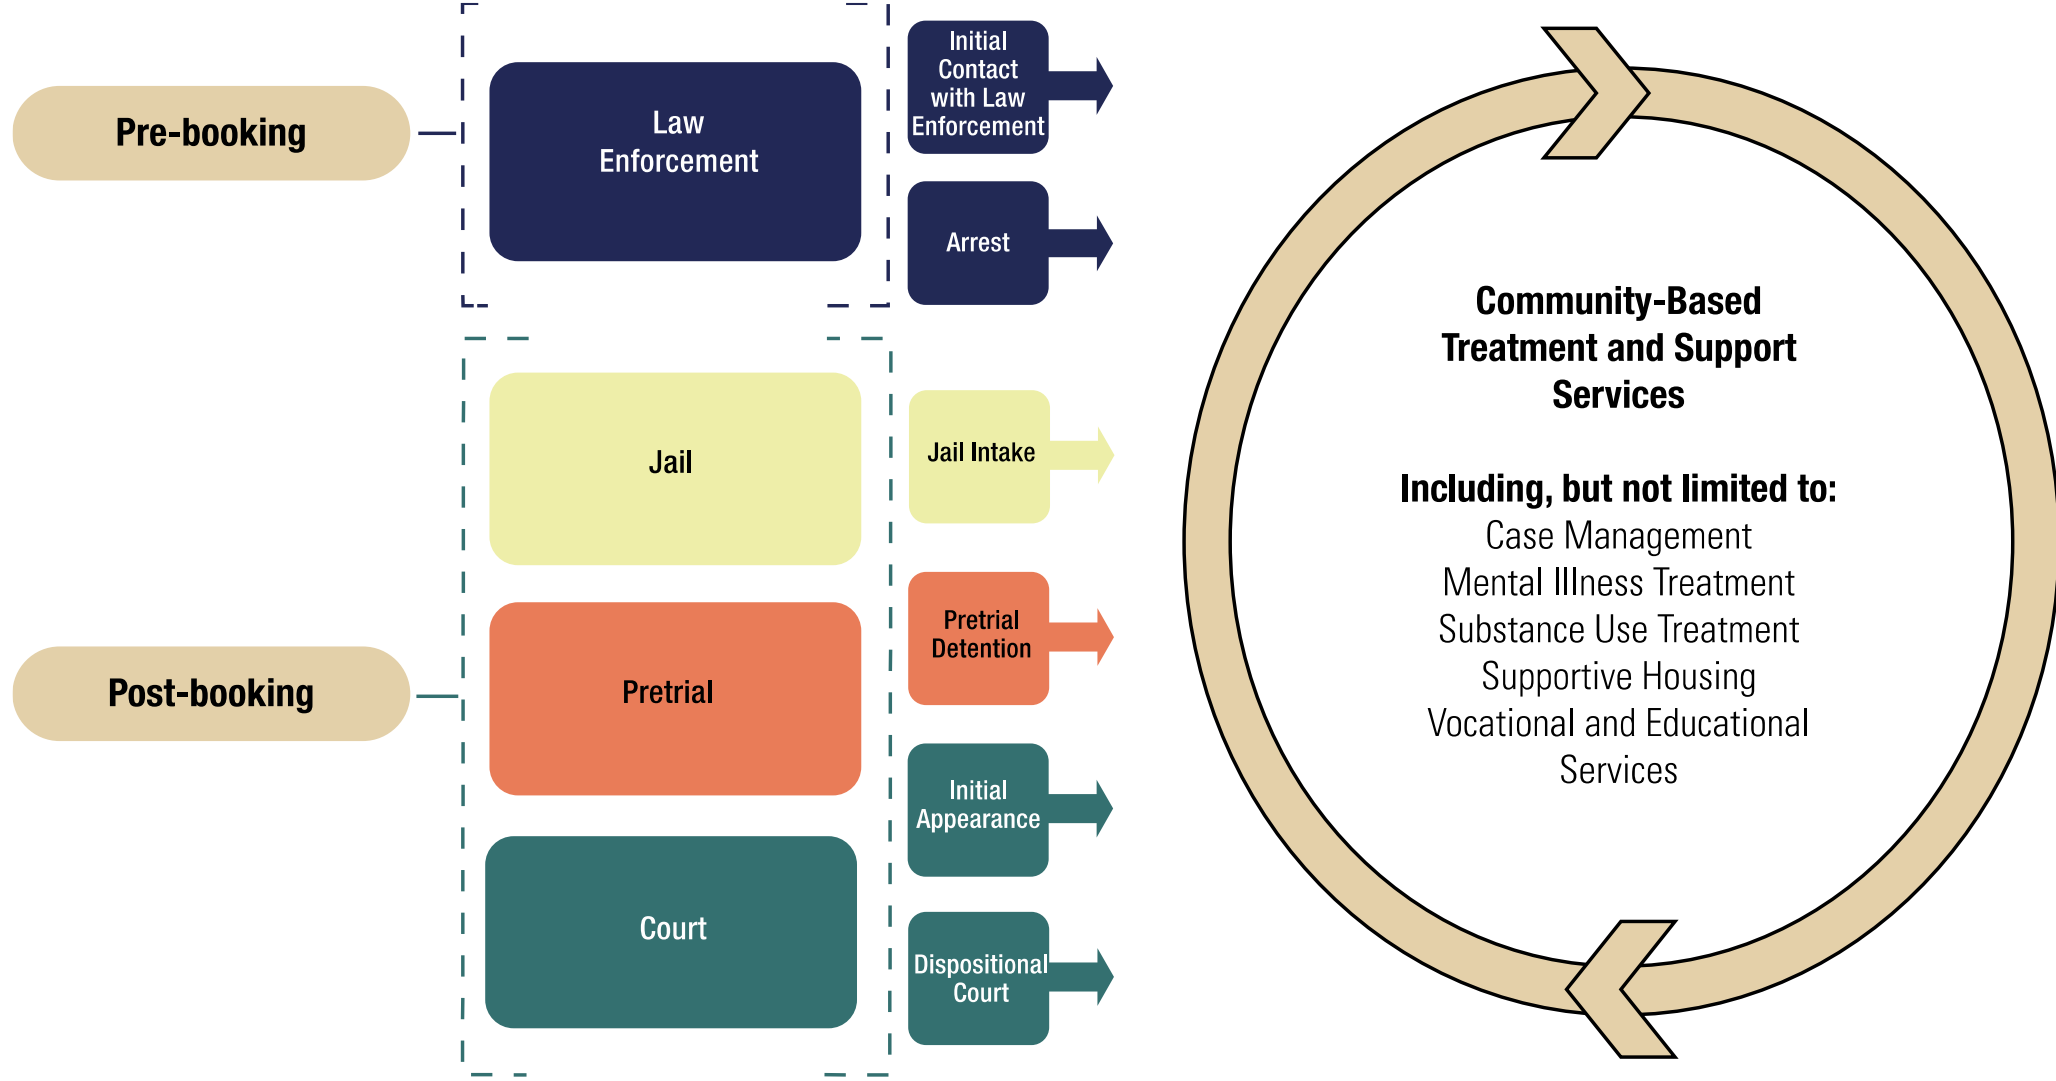 Pre-booking
Law
Enforcement
Initial
Contact
with Law
Enforcement
Arrest
Post-booking
Jail
Pretrial
Court
Jail Intake
Pretrial
Detention
Initial
Appearance
Dispositional
Court
Community-Based
Treatment and Support
Services
Including, but not limited to:
Case Management
Mental Illness Treatment
Substance Use Treatment
Supportive Housing
Vocational and Educational
Services